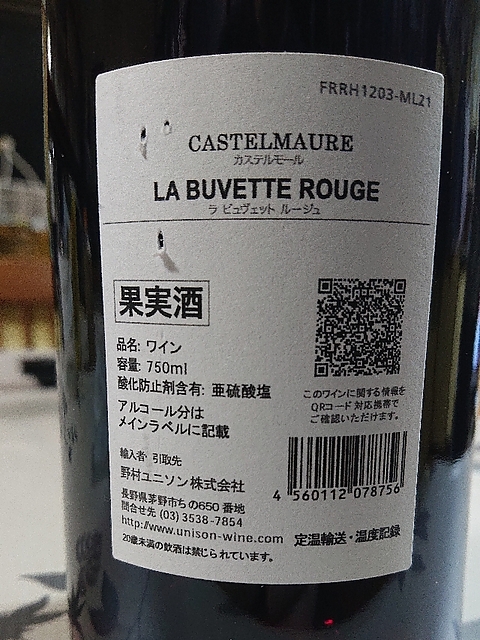 FRRH1203-ML21
CASTELMAURE
カステルモール
LA BUVETTE ROUGE
ラ ビュヴェット ルージュ
果実酒
品名: ワイン
容量: 750ml
酸化防止剤含有: 亜硫酸塩
アルコール分は
メインラベルに記載
輸入者 引取先
野村ユニソン株式会社
長野県茅野市ちの650 番地
問合せ先 (03) 3538-7854
http://www.unison-wine.com
20歳未満の飲酒は禁じられています。
このワインに関する情報を
QRコード対応携帯で
ご確認いただけます。
4 560112 078756
定温輸送・温度記録